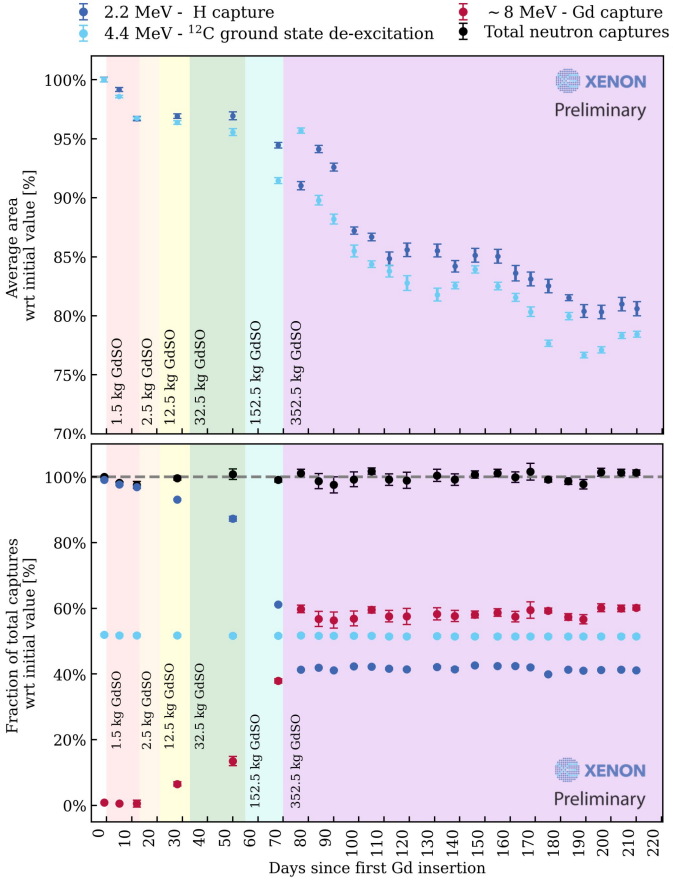 2.2 MeV - H capture
4.4 MeV - ¹²C ground state de-excitation
~ 8 MeV - Gd capture
Total neutron captures
100%
95%
90%
85%
80%
75%
70%
Average area
wrt initial value [%]
1.5 kg GdSO
2.5 kg GdSO
12.5 kg GdSO
32.5 kg GdSO
152.5 kg GdSO
352.5 kg GdSO
XENON
Preliminary
100%
80%
60%
40%
20%
0%
Fraction of total captures
wrt initial value [%]
1.5 kg GdSO
2.5 kg GdSO
12.5 kg GdSO
32.5 kg GdSO
152.5 kg GdSO
352.5 kg GdSO
XENON
Preliminary
0 10 20 30 40 50 60 70 80 90 100 110 120 130 140 150 160 170 180 190 200 210 220
Days since first Gd insertion